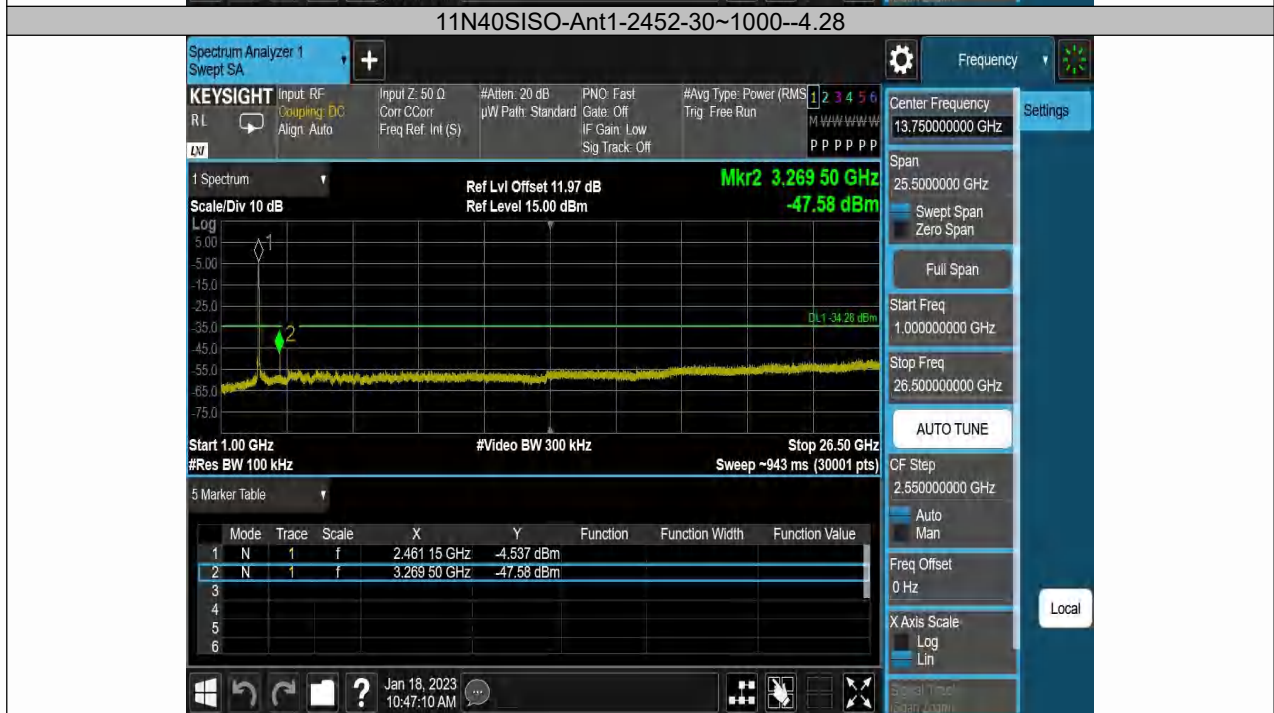 11N40SISO-Ant1-2452-30~1000--4.28
Spectrum Analyzer 1
Swept SA
+
Frequency
KEYSIGHT
Input: RF
Coupling: DC
Align: Auto
Input Z: 50 Ω
Corr CCorr
Freq Ref: Int (S)
#Atten: 20 dB
µW Path: Standard
PNO: Fast
Gate: Off
IF Gain: Low
Sig Track: Off
#Avg Type: Power (RMS
Trig: Free Run
1 2 3 4 5 6
M W W W W W
P P P P P P
RL
LXI
Center Frequency
13.750000000 GHz
Settings
Span
25.5000000 GHz
Swept Span
Zero Span
Full Span
Start Freq
1.000000000 GHz
Stop Freq
26.500000000 GHz
AUTO TUNE
CF Step
2.550000000 GHz
Auto
Man
Freq Offset
0 Hz
X Axis Scale
Log
Lin
Local
1 Spectrum
Scale/Div 10 dB
Ref Lvl Offset 11.97 dB
Ref Level 15.00 dBm
Mkr2 3.269 50 GHz
-47.58 dBm
Log
5.00
-5.00
-15.0
-25.0
-35.0
-45.0
-55.0
-65.0
-75.0
1
2
DL1 -34.28 dBm
Start 1.00 GHz
#Video BW 300 kHz
Stop 26.50 GHz
#Res BW 100 kHz
Sweep ~943 ms (30001 pts)
5 Marker Table
Mode Trace Scale X Y Function Function Width Function Value
1 N 1 f 2.461 15 GHz -4.537 dBm
2 N 1 f 3.269 50 GHz -47.58 dBm
3
4
5
6
?
Jan 18, 2023
10:47:10 AM